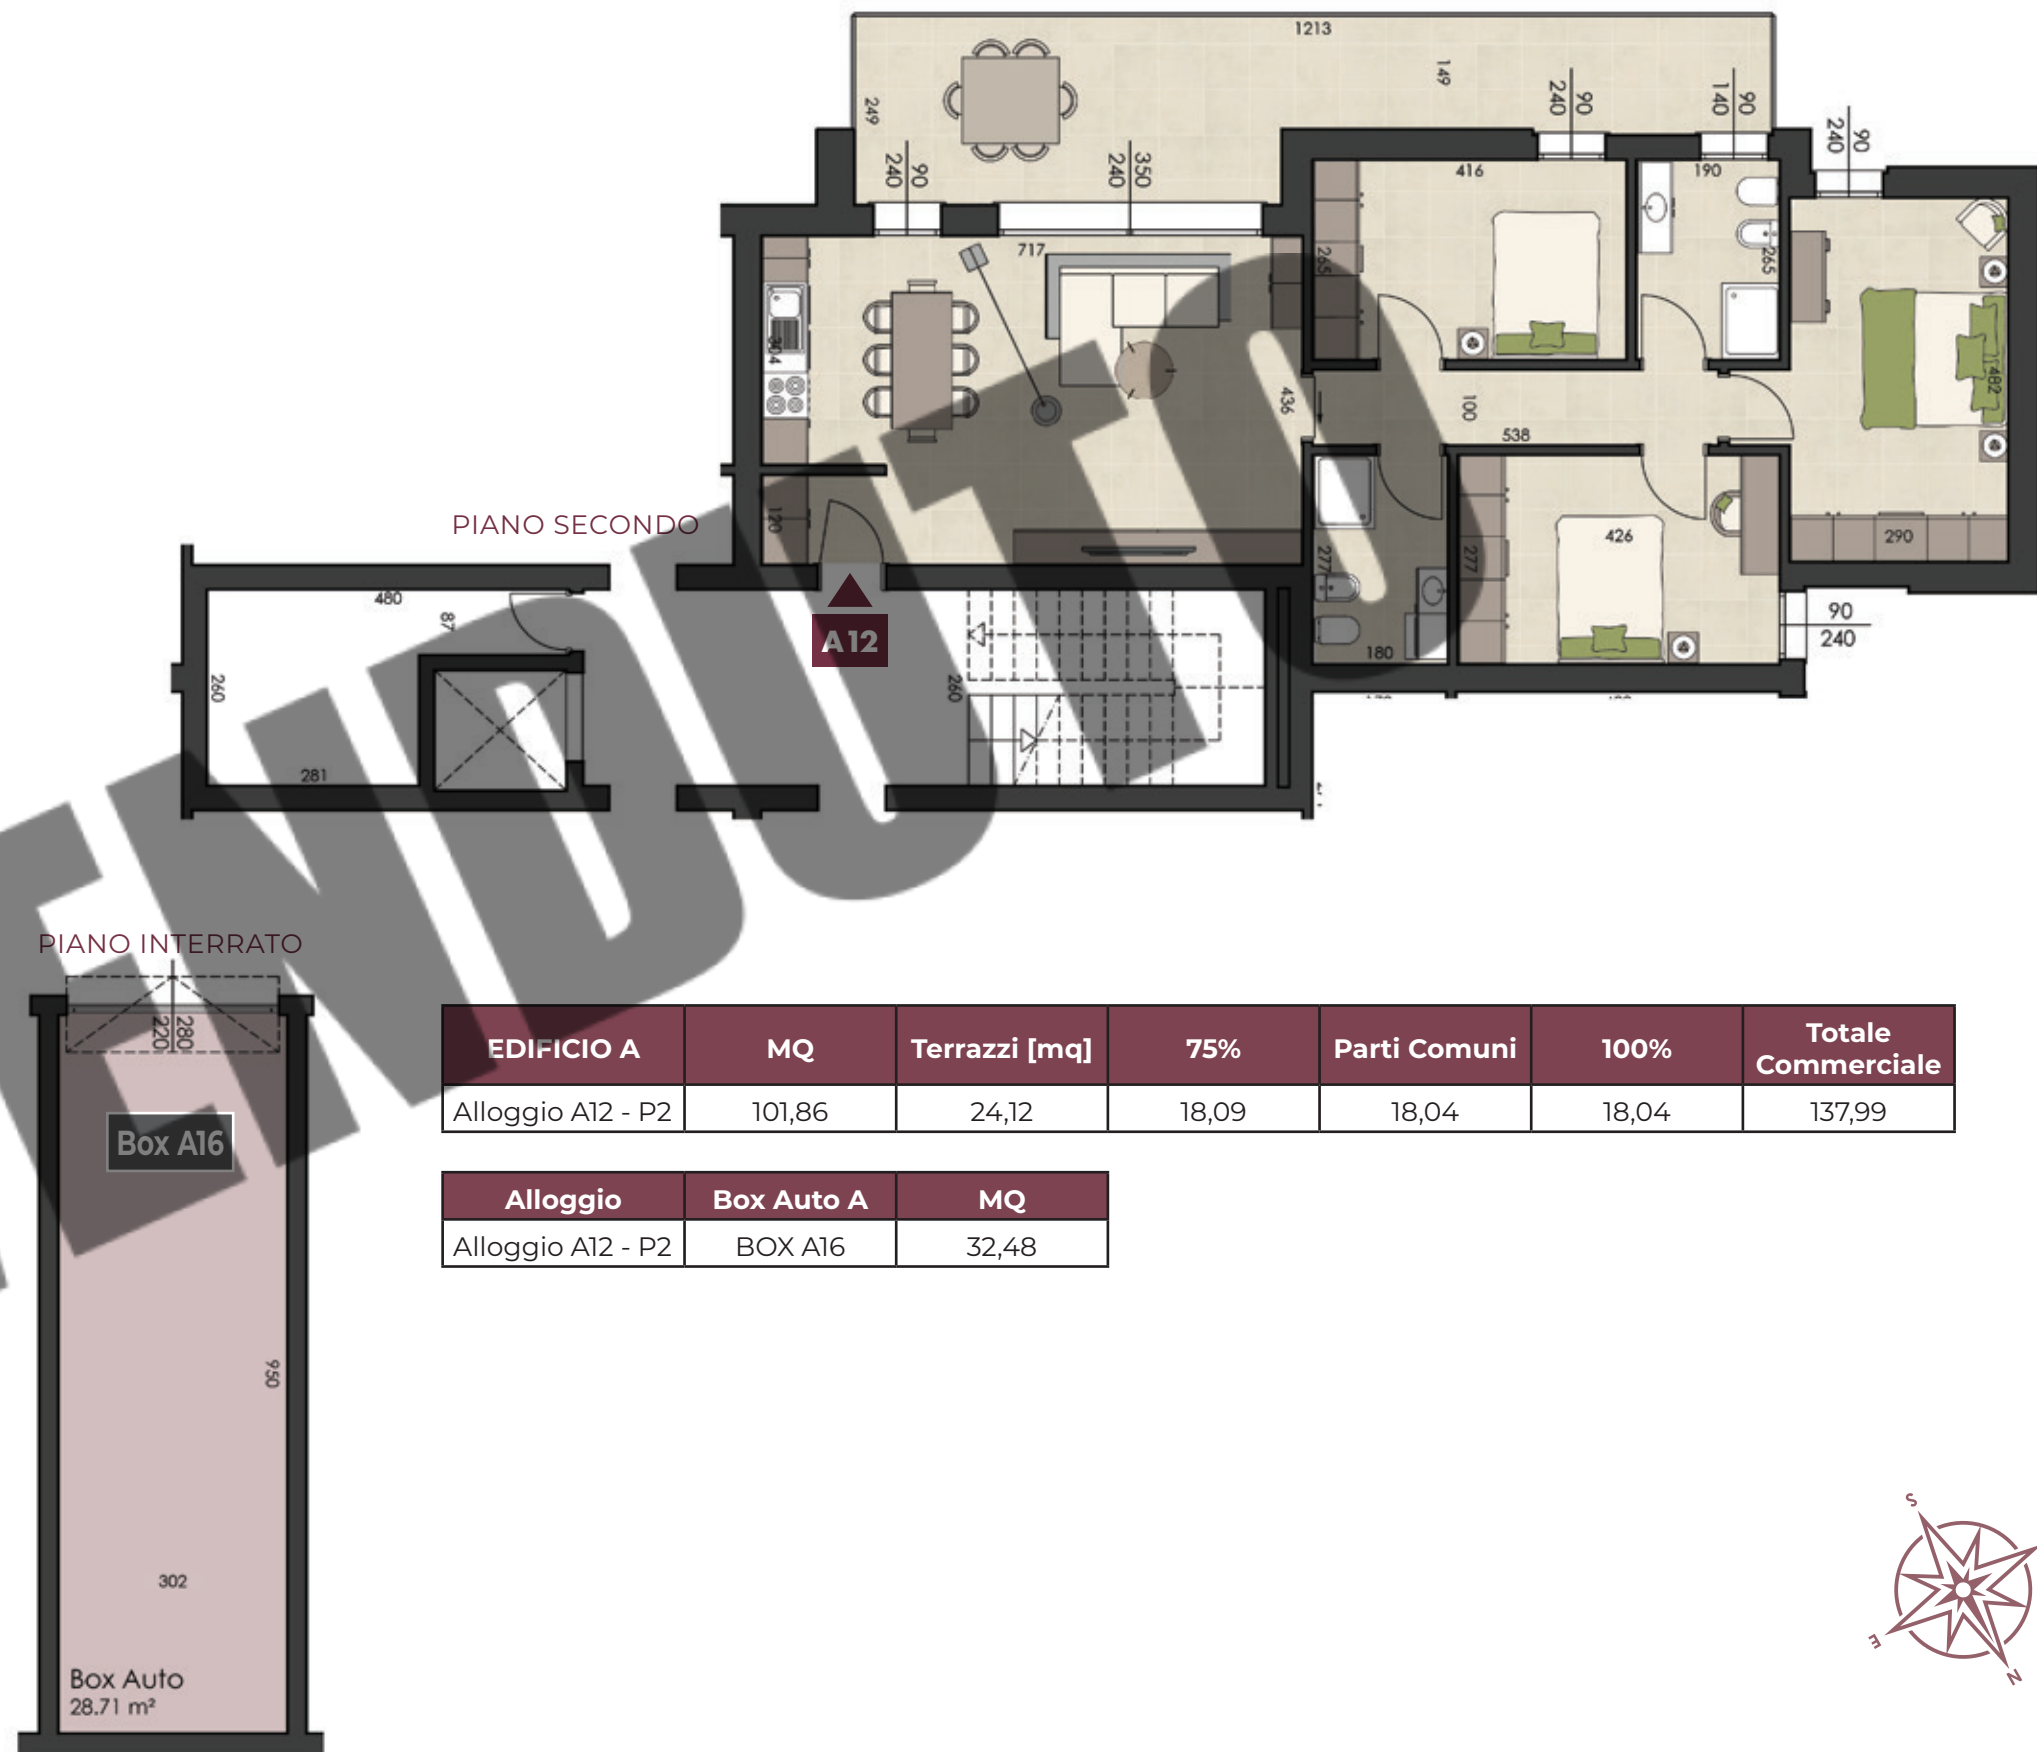 1213
149
249
90
240
350
240
90
240
90
140
90
240
717
416
190
265
265
304
482
436
100
538
120
PIANO SECONDO
277
277
426
290
480
87
A12
90
240
180
260
260
281
VENDUTO
PIANO INTERRATO
280
220
Box A16
EDIFICIO A MQ Terrazzi [mq] 75% Parti Comuni 100% Totale Commerciale
Alloggio A12 - P2 101,86 24,12 18,09 18,04 18,04 137,99
Alloggio Box Auto A MQ
Alloggio A12 - P2 BOX A16 32,48
950
302
Box Auto
28.71 m²
S
E
N